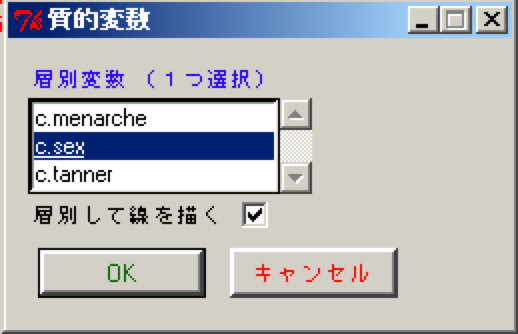 質的変数
層別変数 (1つ選択)
c.menarche
c.sex
c.tanner
層別して線を描く
OK
キャンセル